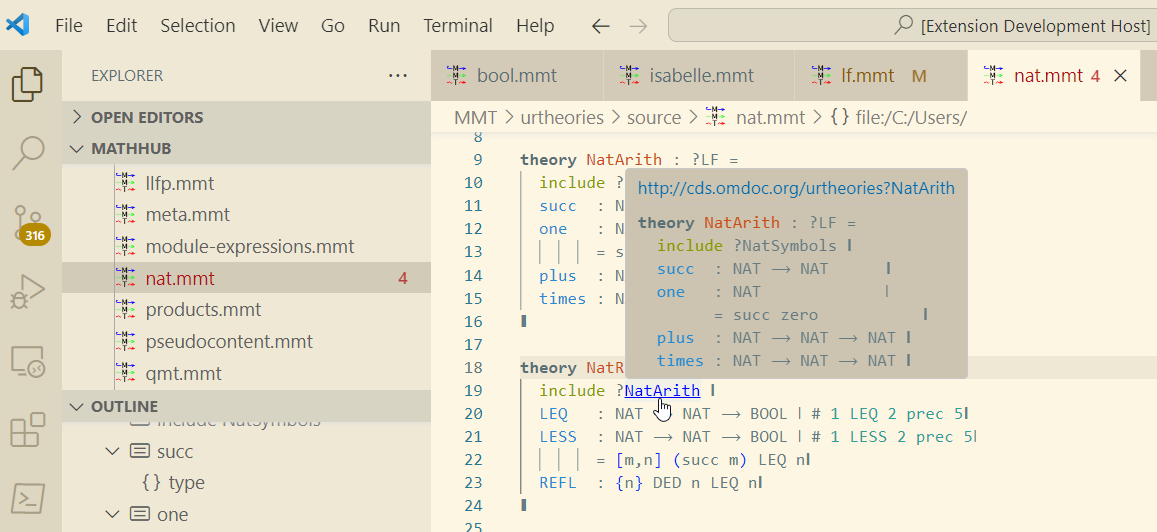 File Edit Selection View Go Run Terminal Help [Extension Development Host]
EXPLORER
OPEN EDITORS
MATHHUB
llfp.mmt
meta.mmt
module-expressions.mmt
nat.mmt 4
products.mmt
pseudocontent.mmt
qmt.mmt
OUTLINE
include NatSymbols
succ
{} type
one
316
bool.mmt isabelle.mmt lf.mmt M nat.mmt 4
MMT > urtheories > source > nat.mmt > {} file:/C:/Users/
8
9 theory NatArith : ?LF =
10 include ?
11 succ : N
12 one : N
13 = s
14 plus : N
15 times : N
16 ❚
17
18 theory NatR
19 include ?NatArith ❙
20 LEQ : NAT ⟶ NAT ⟶ BOOL ❘ # 1 LEQ 2 prec 5❙
21 LESS : NAT ⟶ NAT ⟶ BOOL ❘ # 1 LESS 2 prec 5❘
22 = [m,n] (succ m) LEQ n❙
23 REFL : {n} DED n LEQ n❙
24 ❚
25
http://cds.omdoc.org/urtheories?NatArith
theory NatArith : ?LF =
include ?NatSymbols ❙
succ : NAT ⟶ NAT ❙
one : NAT ❘
= succ zero ❙
plus : NAT ⟶ NAT ⟶ NAT ❙
times : NAT ⟶ NAT ⟶ NAT ❙